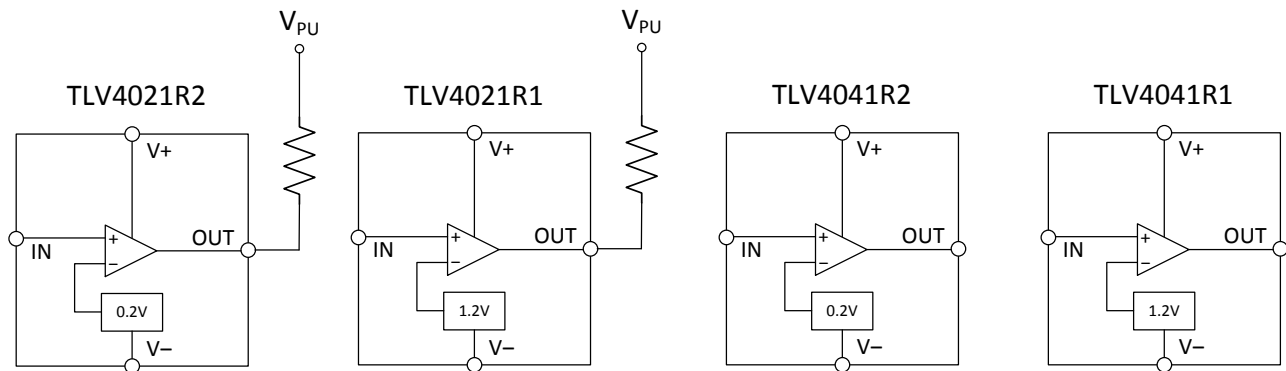 V_PU
V_PU
TLV4021R2
TLV4021R1
TLV4041R2
TLV4041R1
V+
V+
V+
V+
IN
+
−
OUT
IN
+
−
OUT
IN
+
−
OUT
IN
+
−
OUT
0.2V
1.2V
0.2V
1.2V
V−
V−
V−
V−